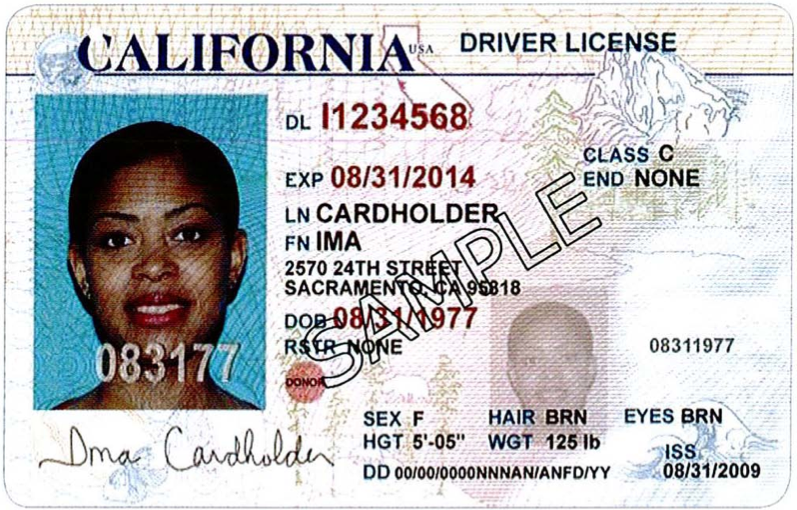 CALIFORNIA USA DRIVER LICENSE
DL I1234568
CLASS C
EXP 08/31/2014
END NONE
LN CARDHOLDER
FN IMA
2570 24TH STREET
SACRAMENTO, CA 95818
DOB 08/31/1977
RSTR NONE
08311977
DONOR
SAMPLE
083177
SEX F HAIR BRN EYES BRN
HGT 5'-05" WGT 125 lb ISS
DD 00/00/0000NNNAN/ANFD/YY 08/31/2009
Ima Cardholder